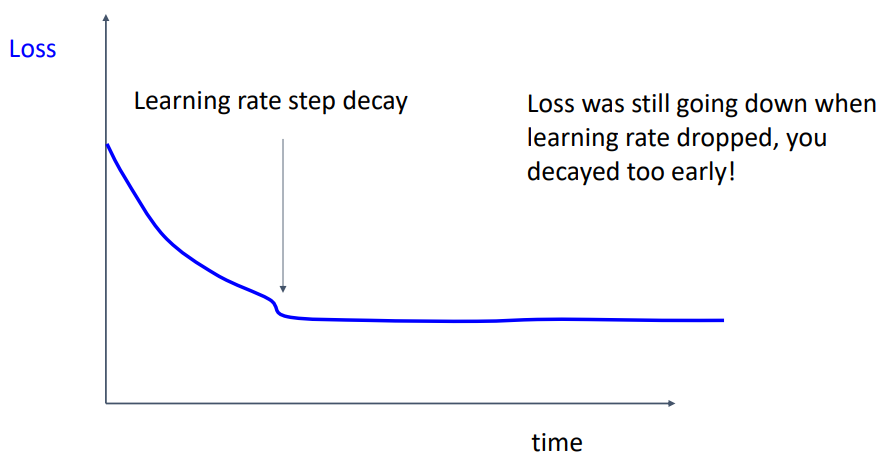 Loss
Learning rate step decay
Loss was still going down when
learning rate dropped, you
decayed too early!
time